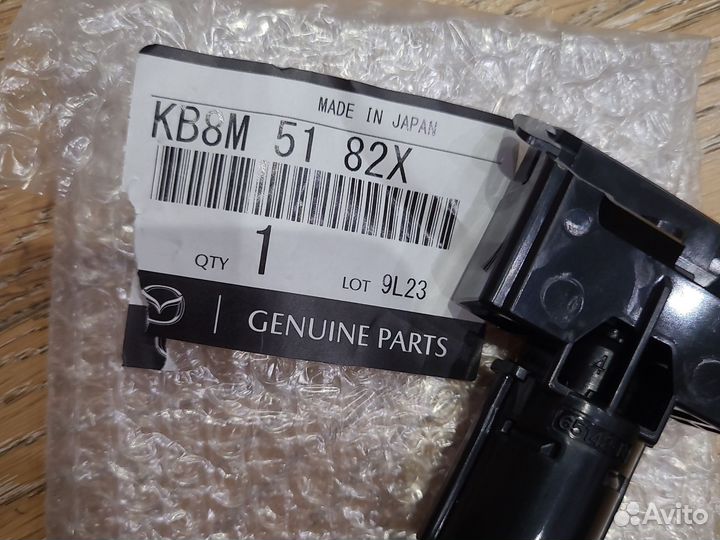 MADE IN JAPAN
KB8M 51 82X
QTY 1
LOT 9L23
GENUINE PARTS
Avito